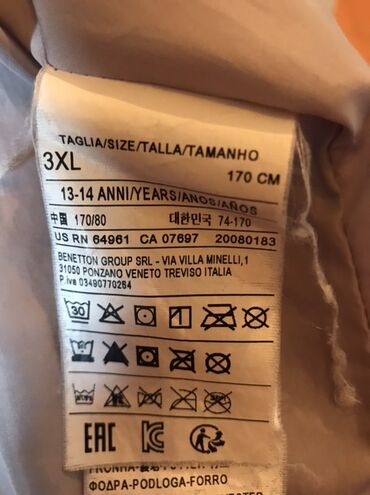 TAGLIA/SIZE/TALLA/TAMANHO
3XL 170 CM
13-14 ANNI/YEARS/AÑOS/AÑOS
中国 170/80 대한민국 74-170
US RN 64961 CA 07697 20080183
BENETTON GROUP SRL - VIA VILLA MINELLI,1
31050 PONZANO VENETO TREVISO ITALIA
P.iva 03490770264
30
EAC
ФОДРА-PODLOGA-FORRO